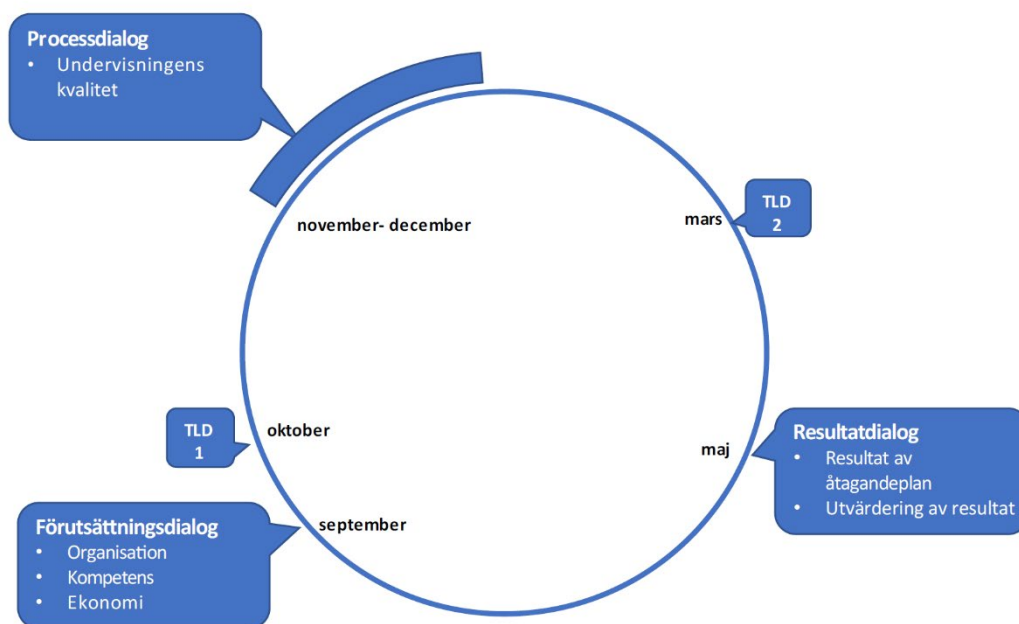 Processdialog
• Undervisningens
kvalitet
november- december
mars
TLD
2
TLD
1
oktober
maj
Resultatdialog
• Resultat av
åtagandeplan
• Utvärdering av resultat
september
Förutsättningsdialog
• Organisation
• Kompetens
• Ekonomi